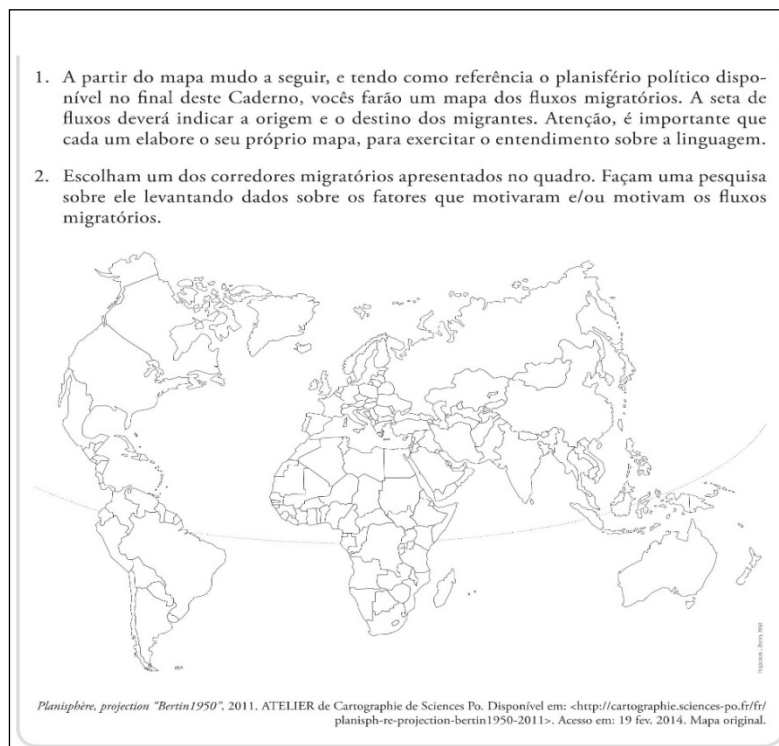 1. A partir do mapa mudo a seguir, e tendo como referência o planisfério político dispo-
nível no final deste Caderno, vocês farão um mapa dos fluxos migratórios. A seta de
fluxos deverá indicar a origem e o destino dos migrantes. Atenção, é importante que
cada um elabore o seu próprio mapa, para exercitar o entendimento sobre a linguagem.
2. Escolham um dos corredores migratórios apresentados no quadro. Façam uma pesquisa
sobre ele levantando dados sobre os fatores que motivaram e/ou motivam os fluxos
migratórios.
Planisphère, projection "Bertin1950". 2011. ATELIER de Cartographie de Sciences Po. Disponível em: <http://cartographie.sciences-po.fr/fr/
planisph-re-projection-bertin1950-2011>. Acesso em: 19 fev. 2014. Mapa original.